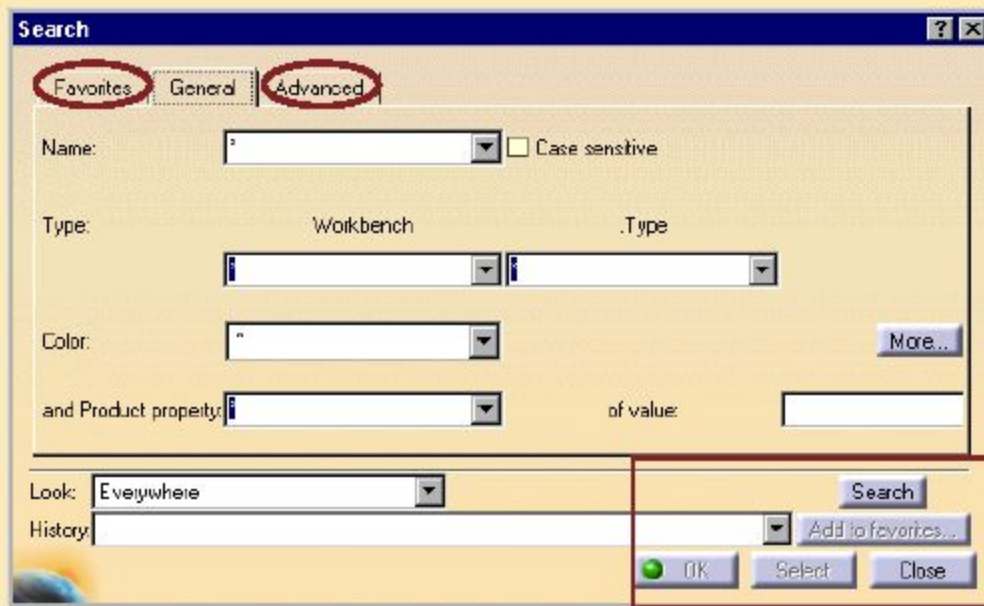 Search
Favorites General Advanced
Name: * Case sensitive
Type: Workbench .Type
* *
Color: * More...
and Product property: * of value:
Look: Everywhere Search
History: Add to favorites...
OK Select Close